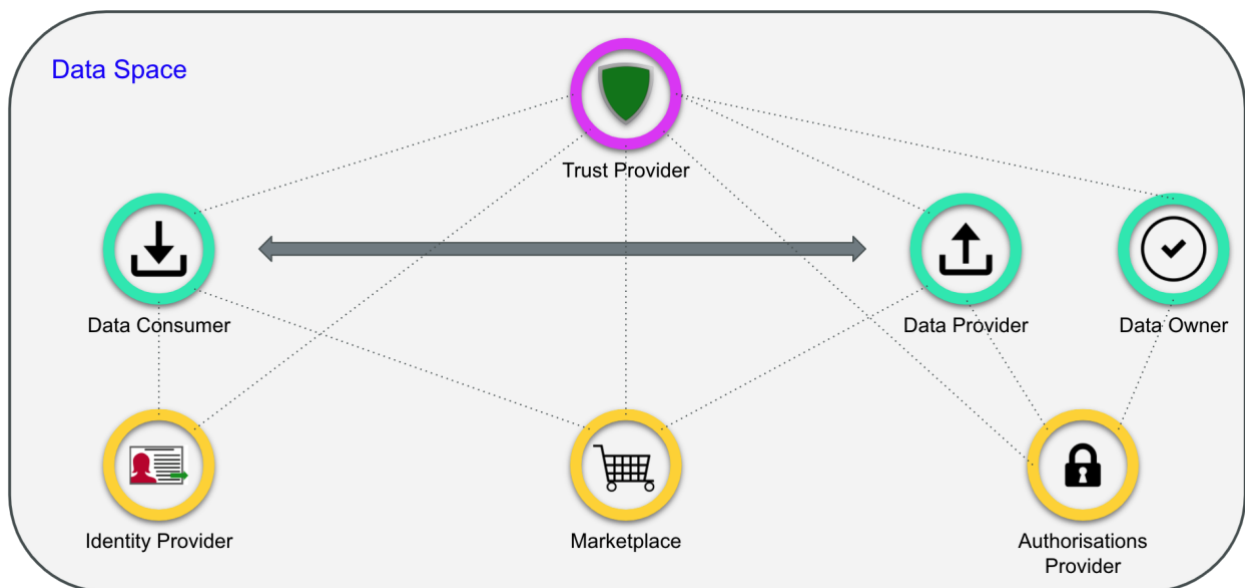 Data Space
Trust Provider
Data Consumer
Data Provider
Data Owner
Identity Provider
Marketplace
Authorisations
Provider